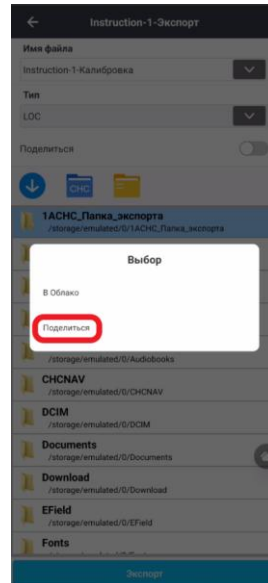 Instruction-1-Экспорт
Имя файла
Instruction-1-Калибровка
Тип
LOC
Поделиться
CHC
1ACHC_Папка_экспорта
/storage/emulated/0/1ACHC_Папка_экспорта
Выбор
В Облако
Поделиться
/storage/emulated/0/Audiobooks
CHCNAV
/storage/emulated/0/CHCNAV
DCIM
/storage/emulated/0/DCIM
Documents
/storage/emulated/0/Documents
Download
/storage/emulated/0/Download
EField
/storage/emulated/0/EField
Fonts
Экспорт